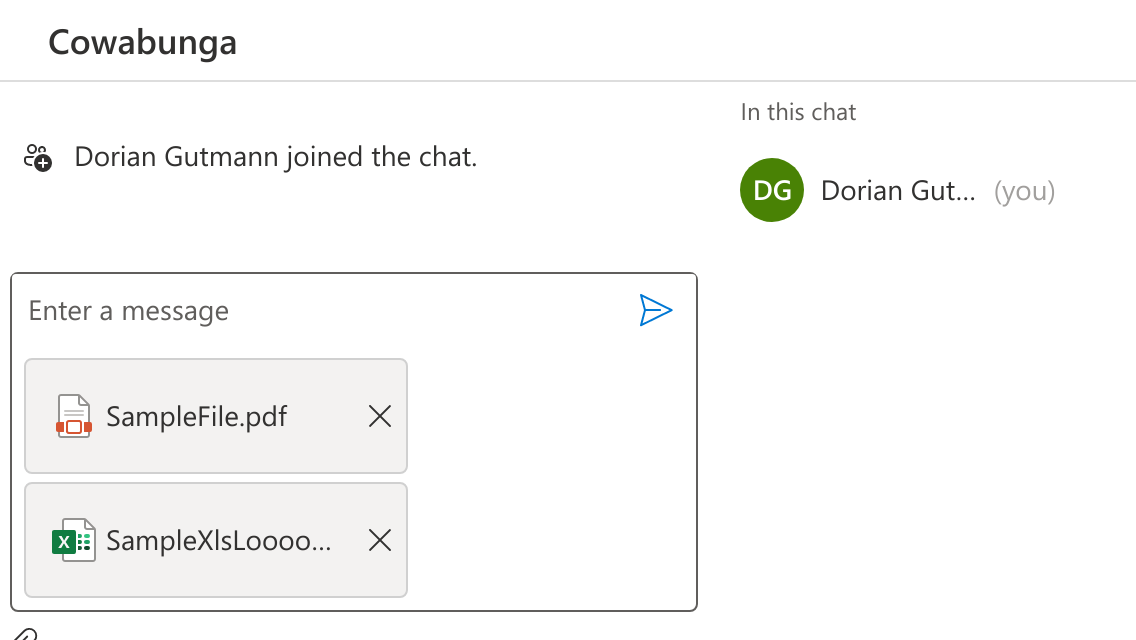 Cowabunga
Dorian Gutmann joined the chat.
In this chat
DG
Dorian Gut... (you)
Enter a message
SampleFile.pdf
X
SampleXlsLoooo...